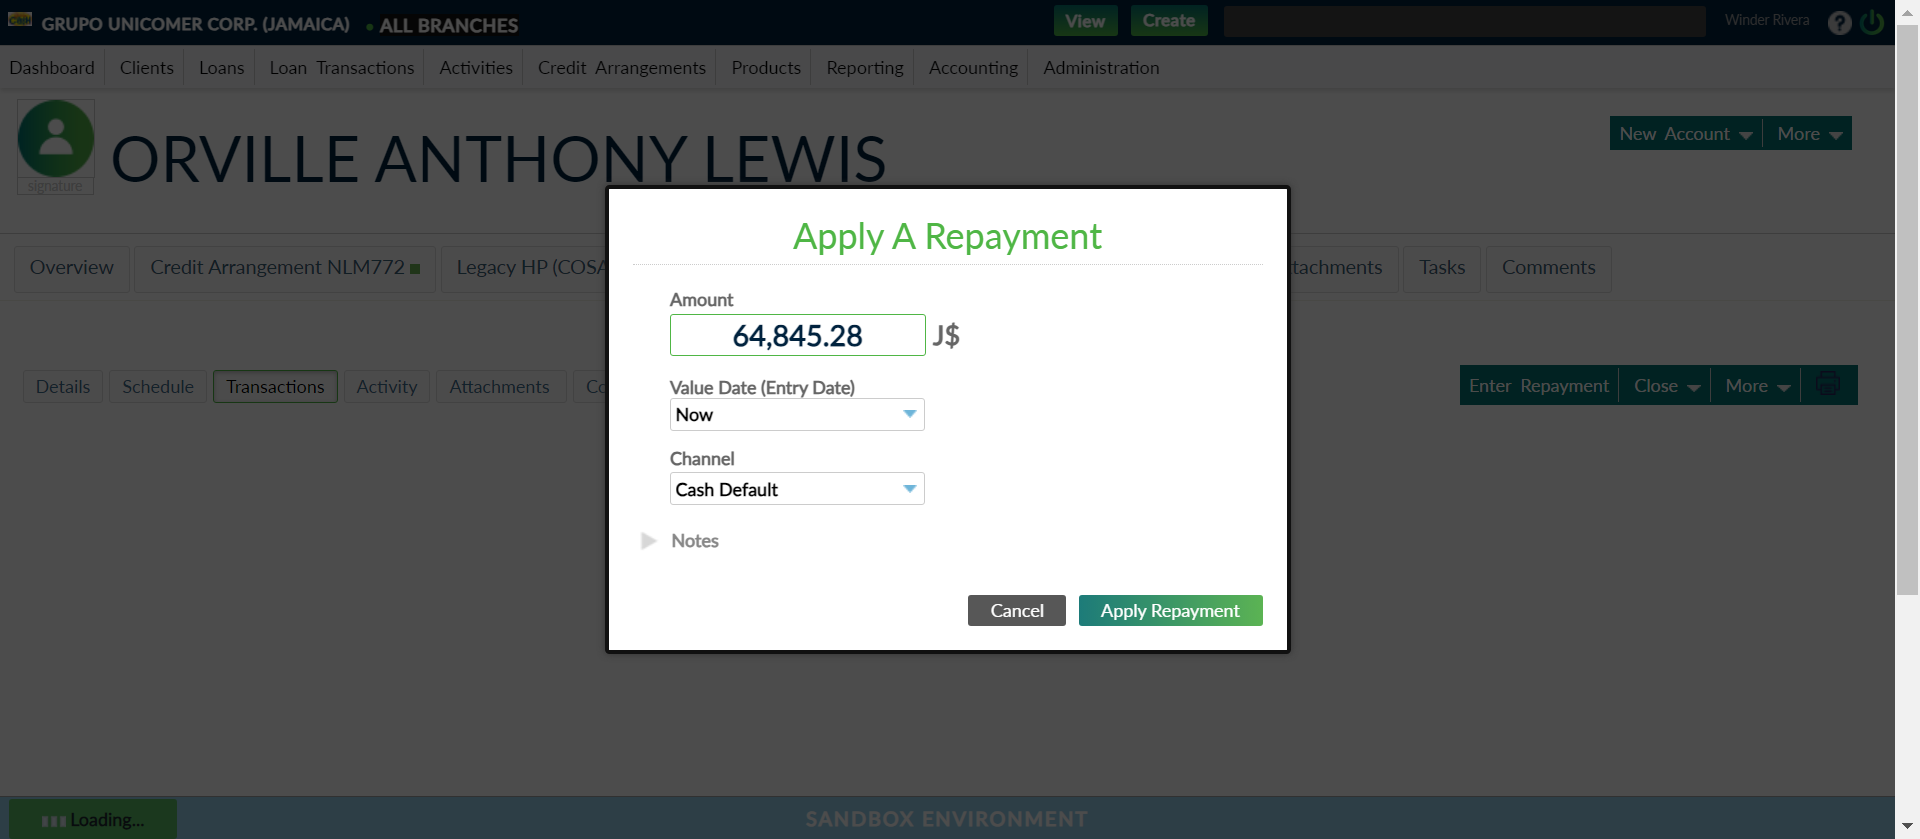 GRUPO UNICOMER CORP. (JAMAICA) • ALL BRANCHES View Create Winder Rivera ?
Dashboard Clients Loans Loan Transactions Activities Credit Arrangements Products Reporting Accounting Administration
signature
ORVILLE ANTHONY LEWIS
New Account More
Overview Credit Arrangement NLM772 Legacy HP (COSA tachments Tasks Comments
Details Schedule Transactions Activity Attachments Co
Enter Repayment Close More
Apply A Repayment
Amount
64,845.28 J$
Value Date (Entry Date)
Now
Channel
Cash Default
Notes
Cancel Apply Repayment
Loading...
SANDBOX ENVIRONMENT